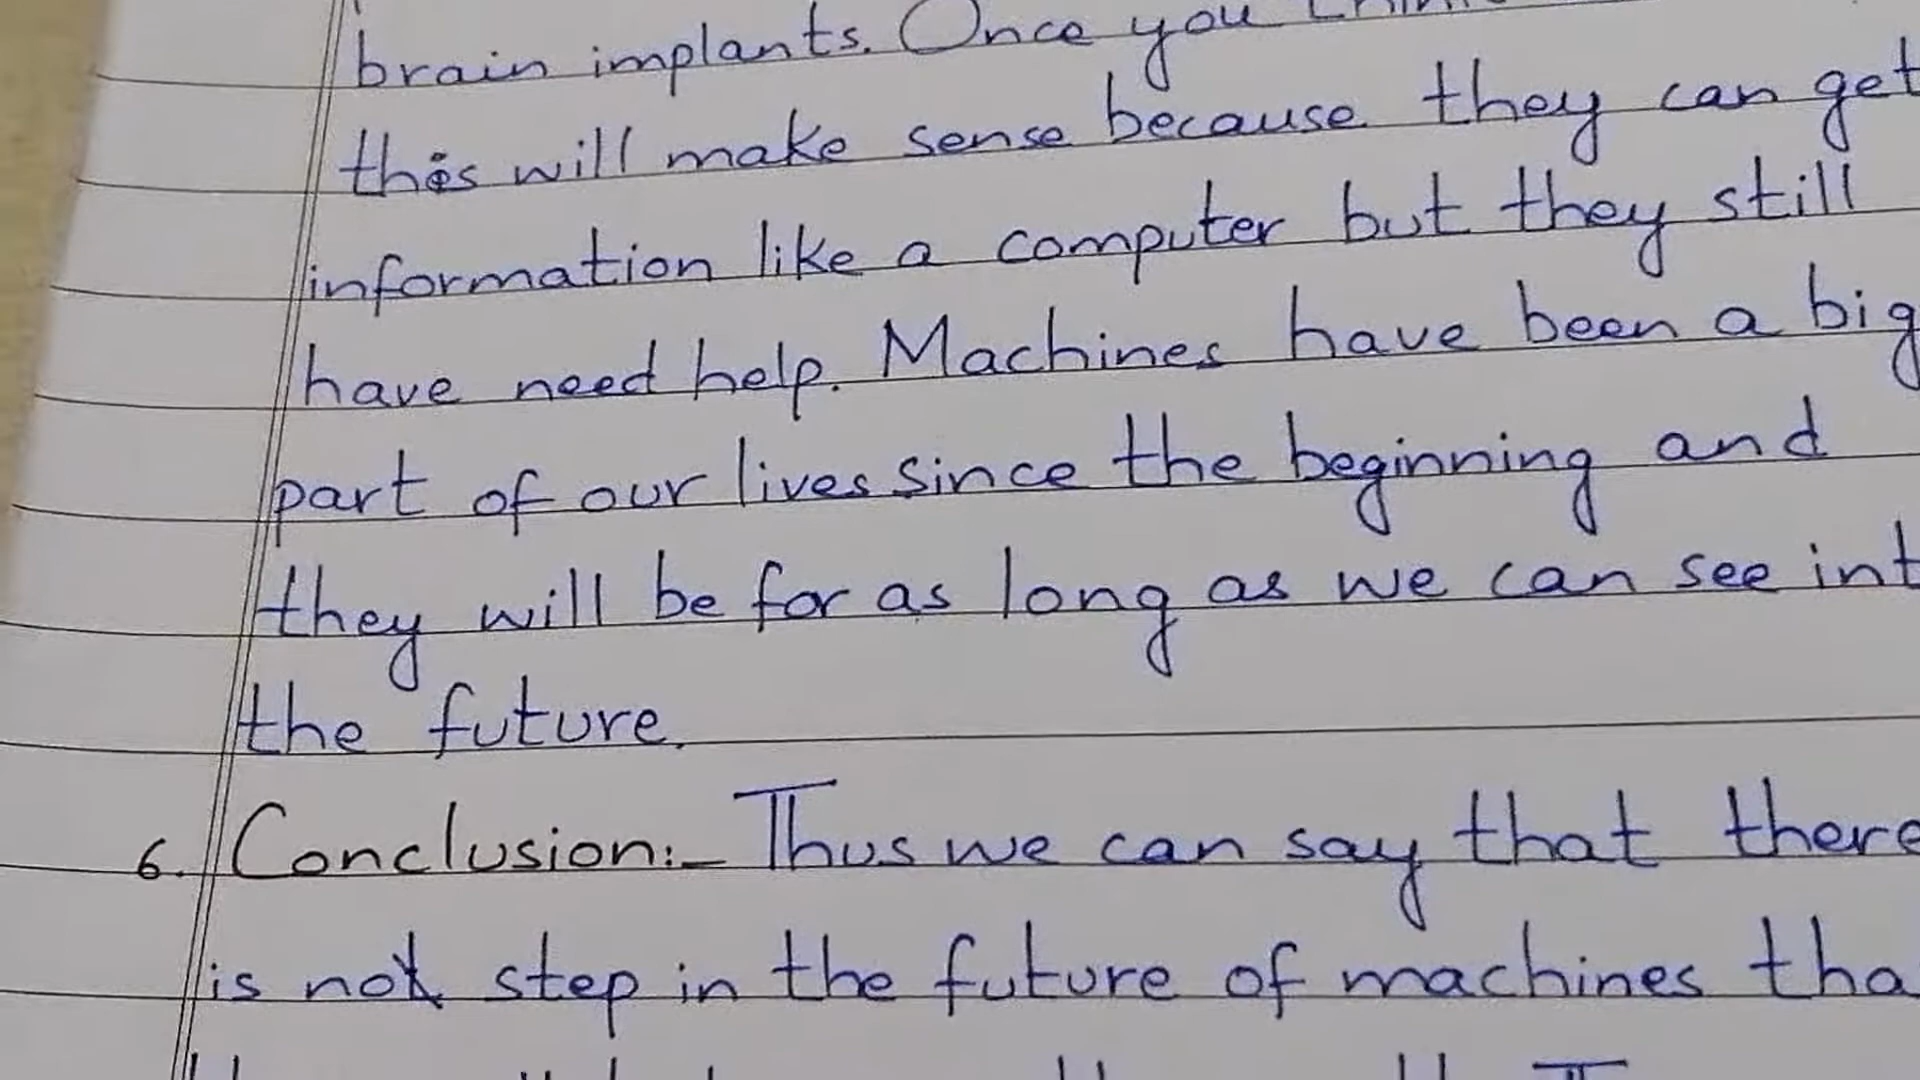 brain implants. Once you
this will make sense because they can get
information like a computer but they still
have need help. Machines have been a big
part of our lives since the beginning and
they will be for as long as we can see int
the future.
6. Conclusion:- Thus we can say that there
is not step in the future of machines tha